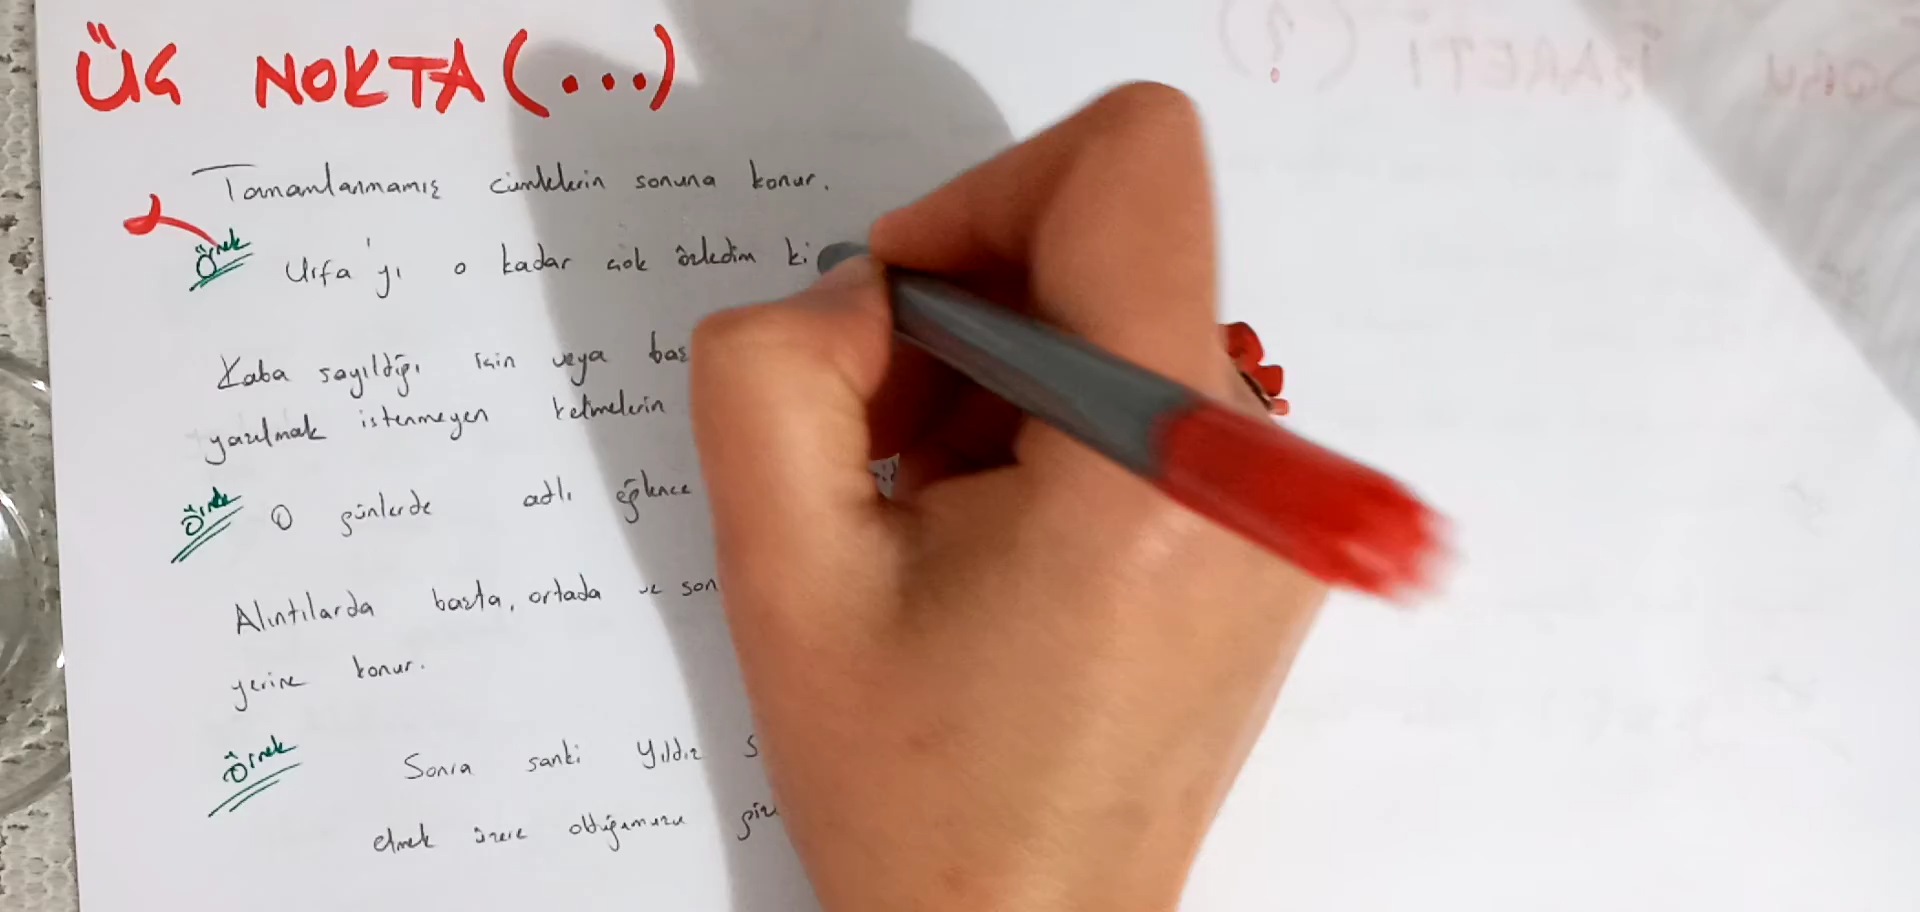 ÜÇ NOKTA (...)
Tamamlanmamış cümlelerin sonuna konur.
Örnek Urfa'yı o kadar çok özledim ki
Kaba sayıldığı için veya baş
yazılmak istenmeyen kelimelerin
Örnek O günlerde adlı eğlence
Alıntılarda başta, ortada ve son
yerine konur.
Örnek Sonra sanki Yıldız S
etmek üzere olduğumuzu